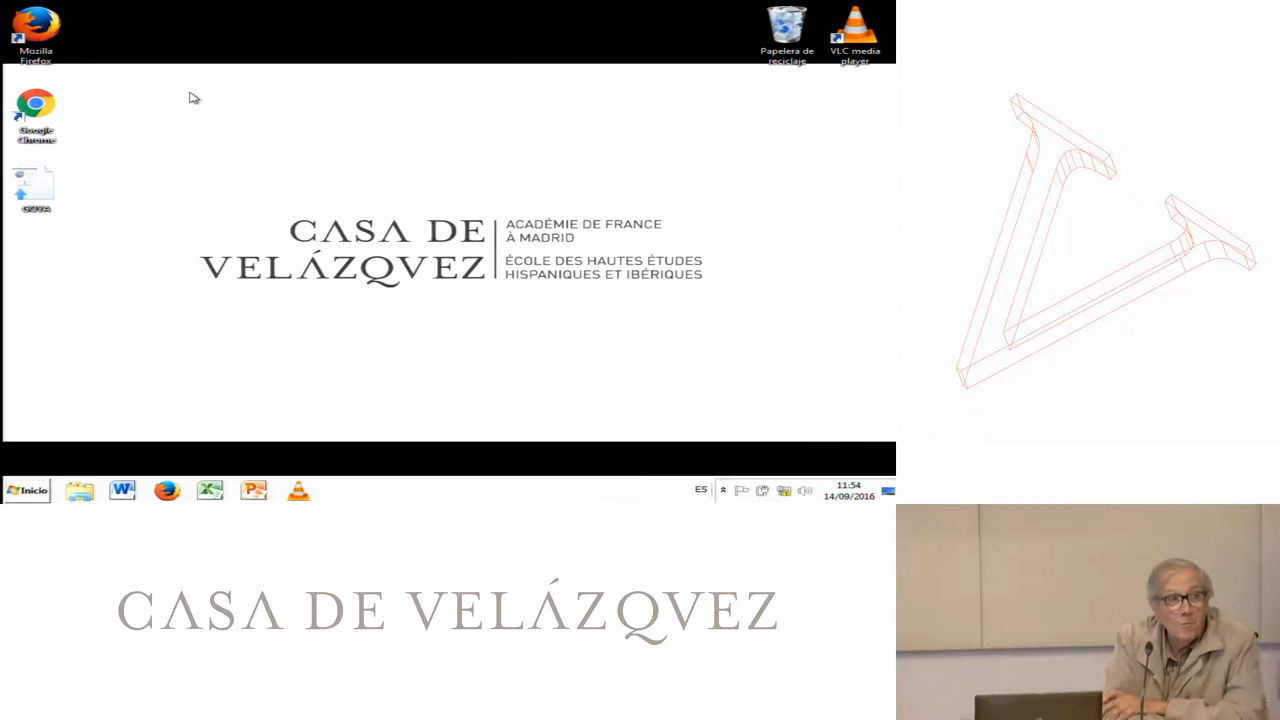 Mozilla
Firefox
Papelera de
reciclaje
VLC media
player
Google
Chrome
GOYA
CASA DE
VELÁZQVEZ
ACADÉMIE DE FRANCE
À MADRID
ÉCOLE DES HAUTES ÉTUDES
HISPANIQUES ET IBÉRIQUES
Inicio
ES
11:54
14/09/2016
CASA DE VELÁZQVEZ